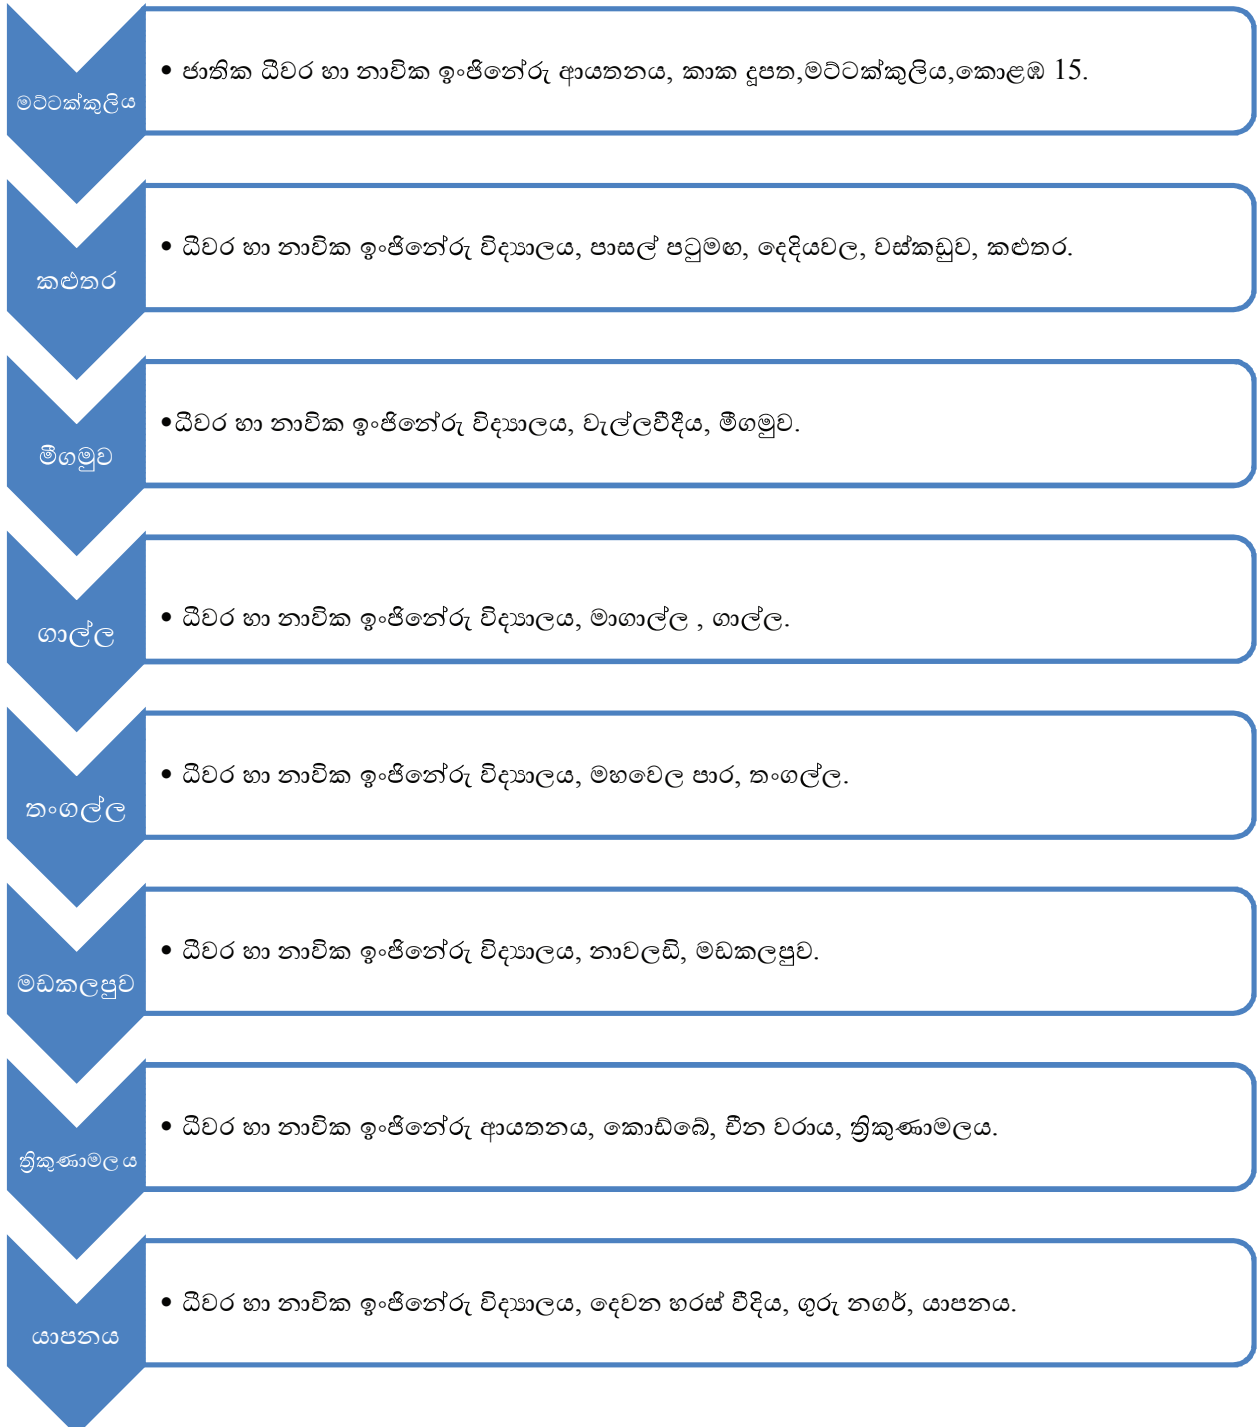 මට්ටක්කුලිය
• ජාතික ධීවර හා නාවික ඉංජිනේරු ආයතනය, කාක දූපත,මට්ටක්කුලිය,කොළඹ 15.
කළුතර
• ධීවර හා නාවික ඉංජිනේරු විද්‍යාලය, පාසල් පටුමඟ, දෙදියවල, වස්කඩුව, කළුතර.
මීගමුව
•ධීවර හා නාවික ඉංජිනේරු විද්‍යාලය, වැල්ලවීදීය, මීගමුව.
ගාල්ල
• ධීවර හා නාවික ඉංජිනේරු විද්‍යාලය, මාගාල්ල , ගාල්ල.
තංගල්ල
• ධීවර හා නාවික ඉංජිනේරු විද්‍යාලය, මහවෙල පාර, තංගල්ල.
මඩකලපුව
• ධීවර හා නාවික ඉංජිනේරු විද්‍යාලය, නාවලඩි, මඩකලපුව.
ත්‍රිකුණාමලය
• ධීවර හා නාවික ඉංජිනේරු ආයතනය, කොඩ්බේ, චීන වරාය, ත්‍රිකුණාමලය.
යාපනය
• ධීවර හා නාවික ඉංජිනේරු විද්‍යාලය, දෙවන හරස් වීදිය, ගුරු නගර්, යාපනය.